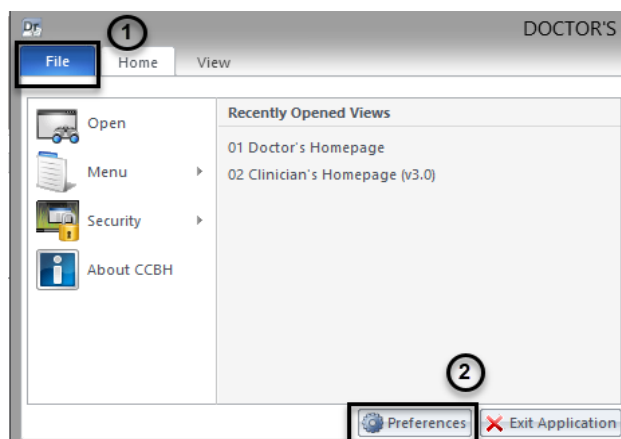 Dr
1
DOCTOR'S
File Home View
Open
Menu
Security
About CCBH
Recently Opened Views
01 Doctor's Homepage
02 Clinician's Homepage (v3.0)
2
Preferences Exit Application